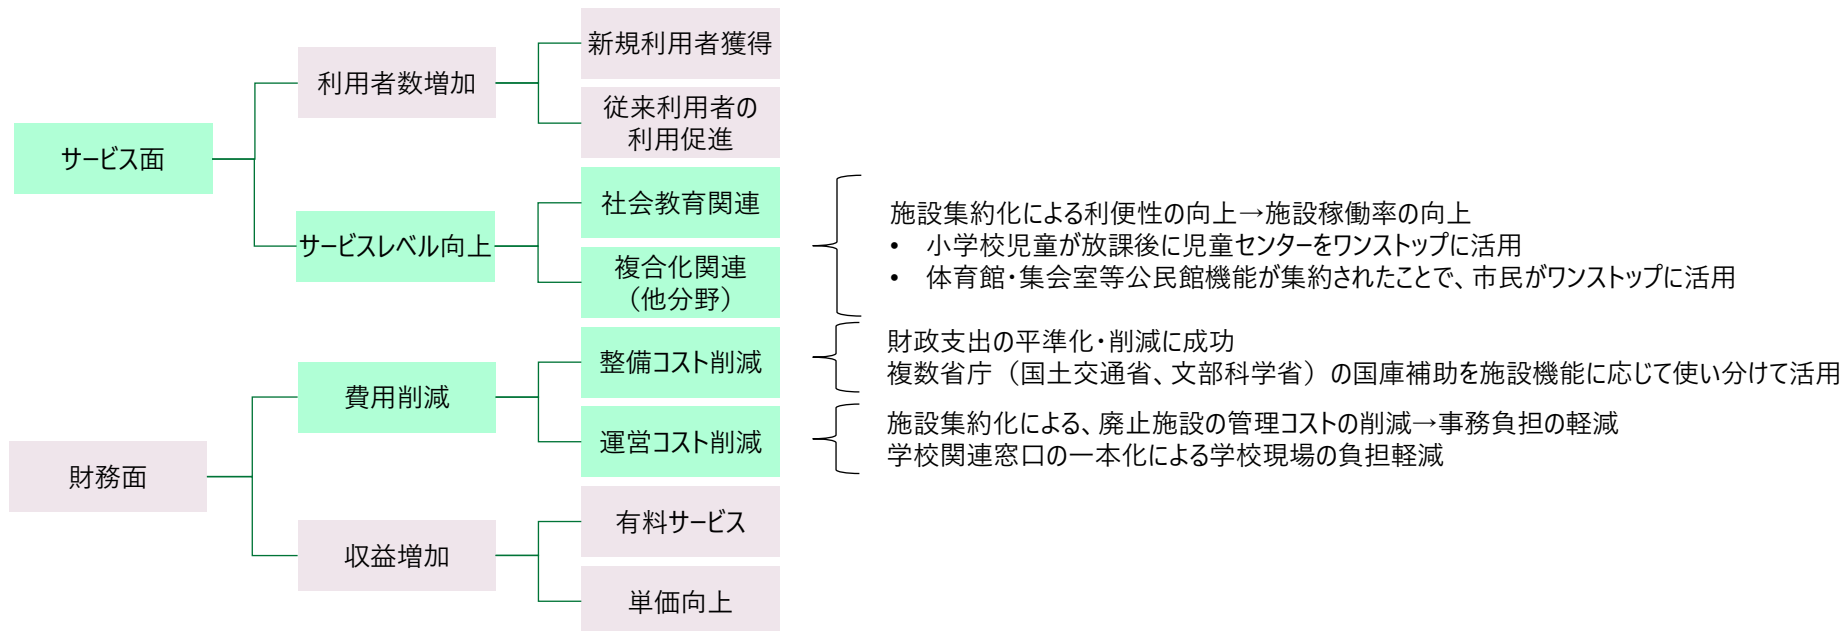 サービス面
利用者数増加
新規利用者獲得
従来利用者の
利用促進
サービスレベル向上
社会教育関連
複合化関連
（他分野）
施設集約化による利便性の向上→施設稼働率の向上
• 小学校児童が放課後に児童センターをワンストップに活用
• 体育館・集会室等公民館機能が集約されたことで、市民がワンストップに活用
財務面
費用削減
整備コスト削減
財政支出の平準化・削減に成功
複数省庁（国土交通省、文部科学省）の国庫補助を施設機能に応じて使い分けて活用
運営コスト削減
施設集約化による、廃止施設の管理コストの削減→事務負担の軽減
学校関連窓口の一本化による学校現場の負担軽減
収益増加
有料サービス
単価向上